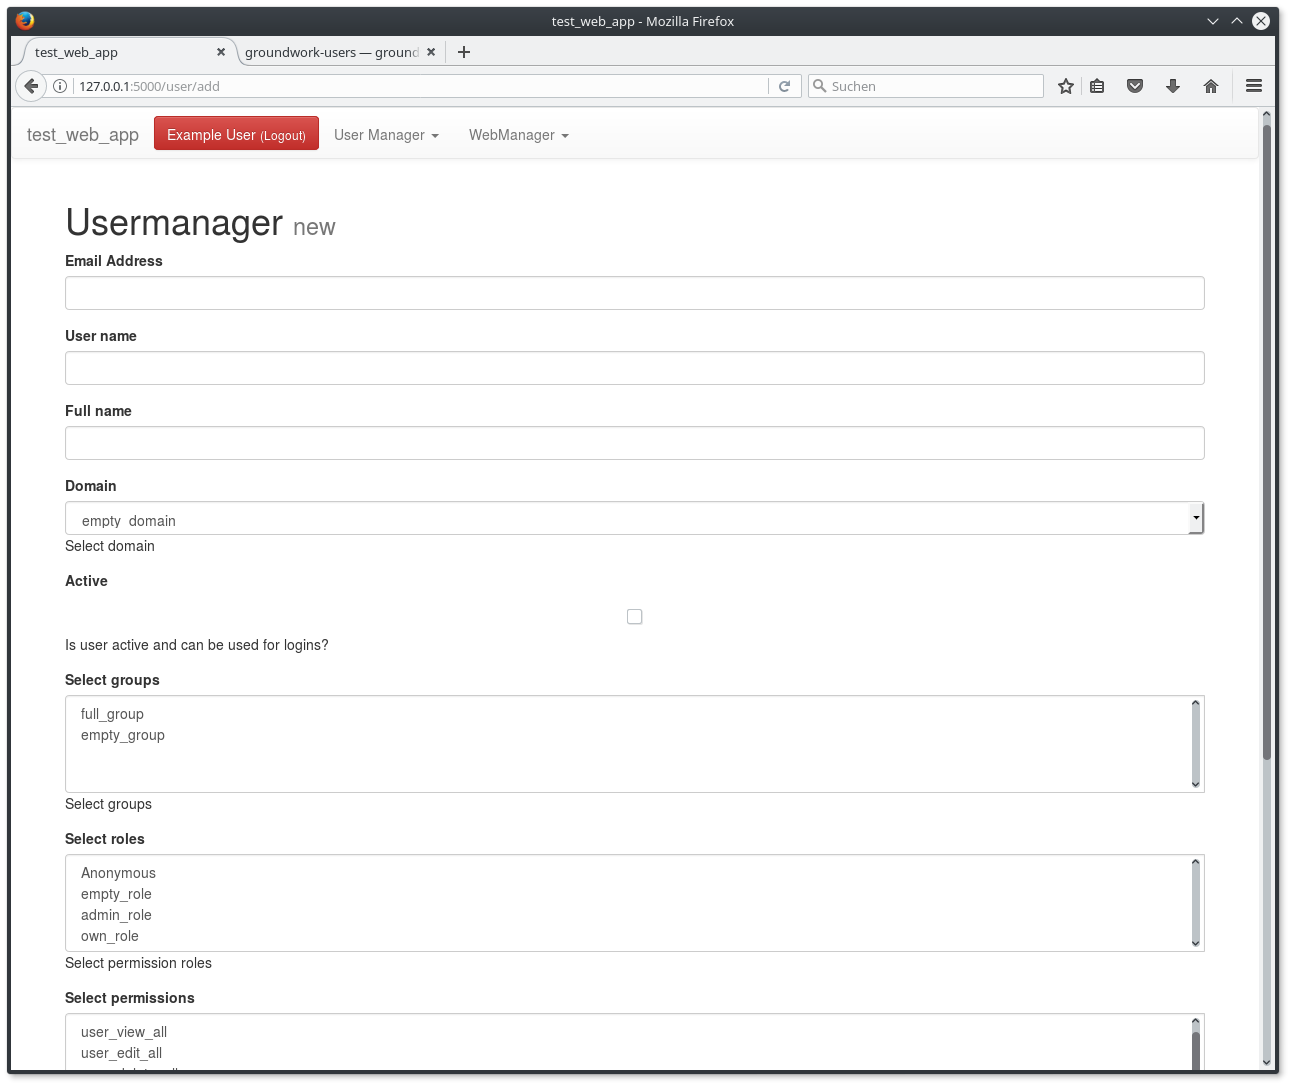 test_web_app - Mozilla Firefox
test_web_app
groundwork-users — ground
127.0.0.1:5000/user/add
Suchen
test_web_app
Example User (Logout)
User Manager
WebManager
Usermanager new
Email Address
User name
Full name
Domain
empty_domain
Select domain
Active
Is user active and can be used for logins?
Select groups
full_group
empty_group
Select groups
Select roles
Anonymous
empty_role
admin_role
own_role
Select permission roles
Select permissions
user_view_all
user_edit_all